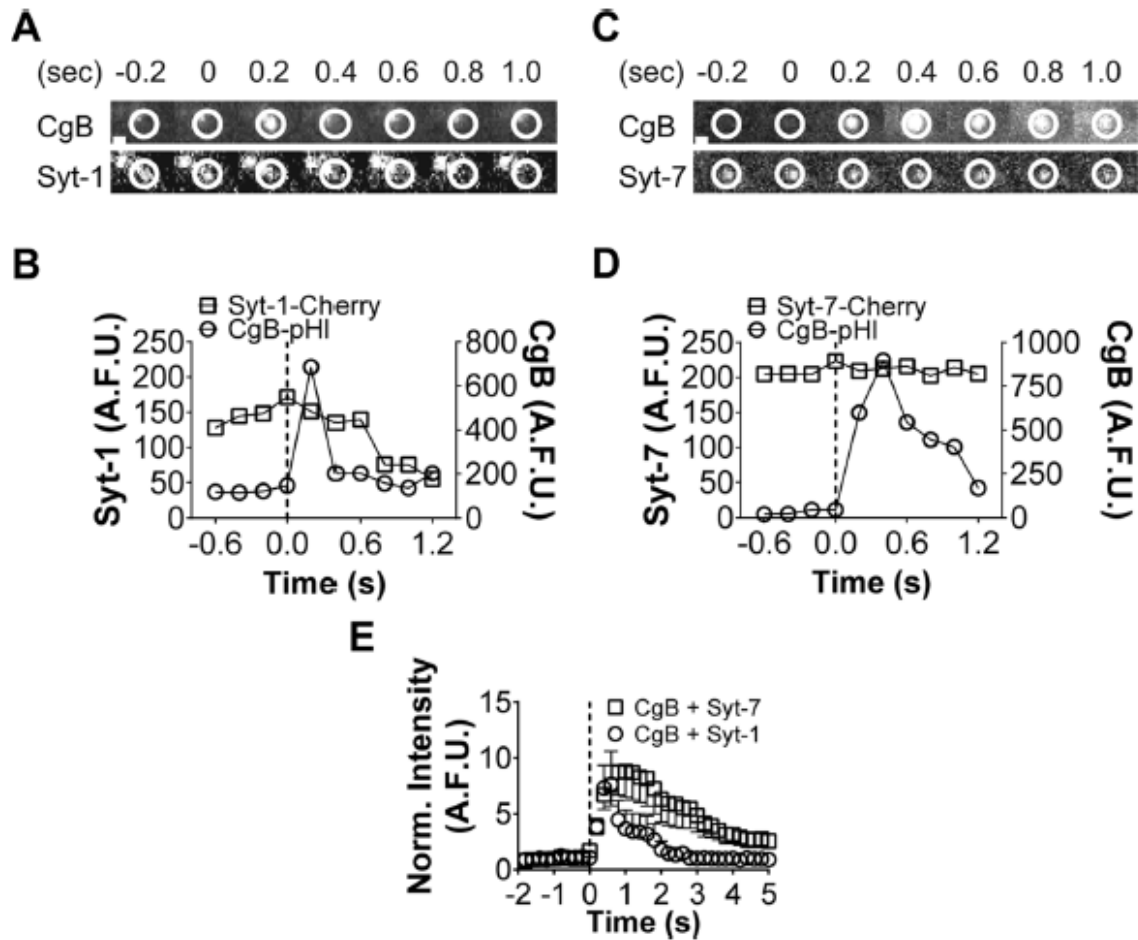 A
(sec) -0.2 0 0.2 0.4 0.6 0.8 1.0
CgB
Syt-1
C
(sec) -0.2 0 0.2 0.4 0.6 0.8 1.0
CgB
Syt-7
B
Syt-1-Cherry
CgB-pHl
Syt-1 (A.F.U.)
250
200
150
100
50
0
CgB (A.F.U.)
800
600
400
200
0
-0.6 0.0 0.6 1.2
Time (s)
D
Syt-7-Cherry
CgB-pHl
Syt-7 (A.F.U.)
250
200
150
100
50
0
CgB (A.F.U.)
1000
750
500
250
0
-0.6 0.0 0.6 1.2
Time (s)
E
CgB + Syt-7
CgB + Syt-1
Norm. Intensity
(A.F.U.)
15
10
5
0
-2 -1 0 1 2 3 4 5
Time (s)